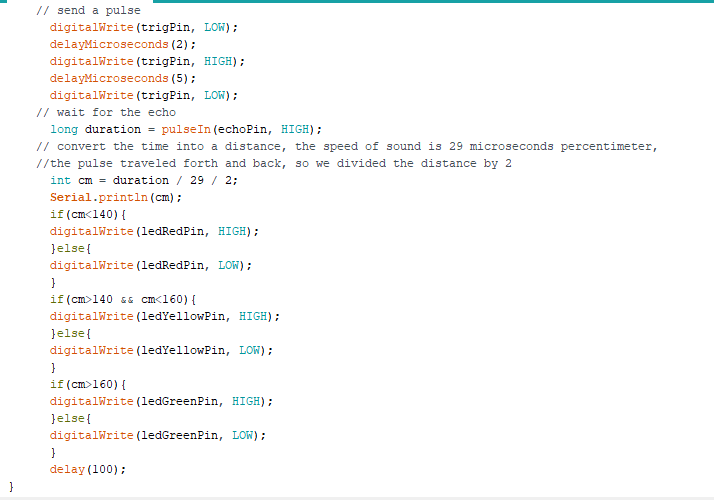 // send a pulse
digitalWrite(trigPin, LOW);
delayMicroseconds(2);
digitalWrite(trigPin, HIGH);
delayMicroseconds(5);
digitalWrite(trigPin, LOW);
// wait for the echo
long duration = pulseIn(echoPin, HIGH);
// convert the time into a distance, the speed of sound is 29 microseconds percentimeter,
//the pulse traveled forth and back, so we divided the distance by 2
int cm = duration / 29 / 2;
Serial.println(cm);
if(cm<140){
digitalWrite(ledRedPin, HIGH);
}else{
digitalWrite(ledRedPin, LOW);
}
if(cm>140 && cm<160){
digitalWrite(ledYellowPin, HIGH);
}else{
digitalWrite(ledYellowPin, LOW);
}
if(cm>160){
digitalWrite(ledGreenPin, HIGH);
}else{
digitalWrite(ledGreenPin, LOW);
}
delay(100);
}